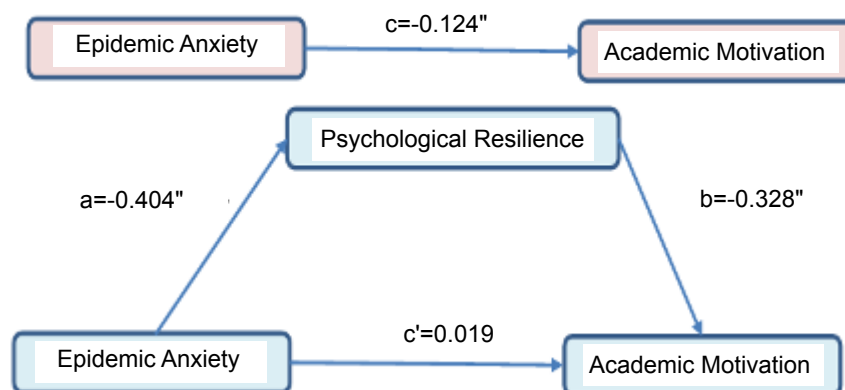 c=-0.124"
Epidemic Anxiety
Academic Motivation
Psychological Resilience
a=-0.404"
b=-0.328"
c'=0.019
Epidemic Anxiety
Academic Motivation